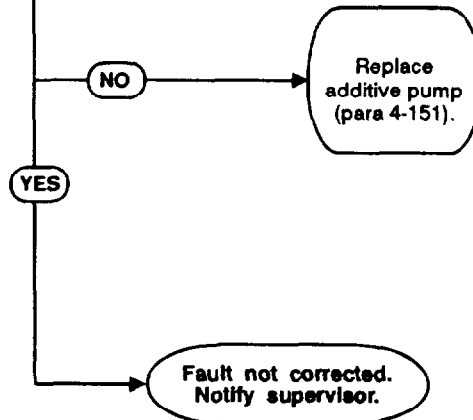 NO
Replace
additive pump
(para 4-151).
YES
Fault not corrected.
Notify supervisor.